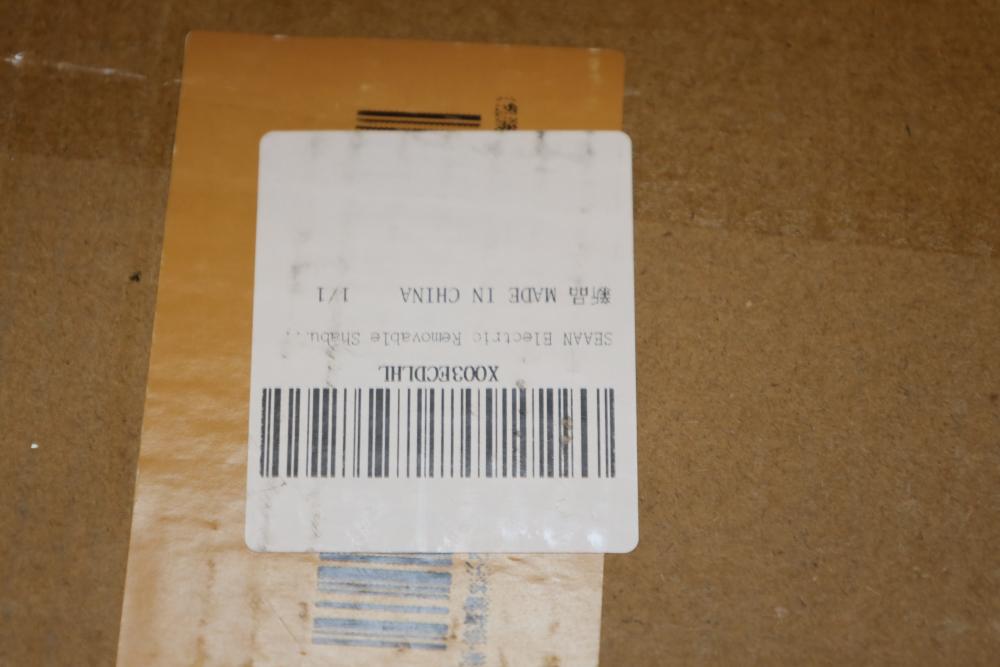 X003ECDLHL
SEAAN Electric Removable Shabu...
新品 MADE IN CHINA 1/1